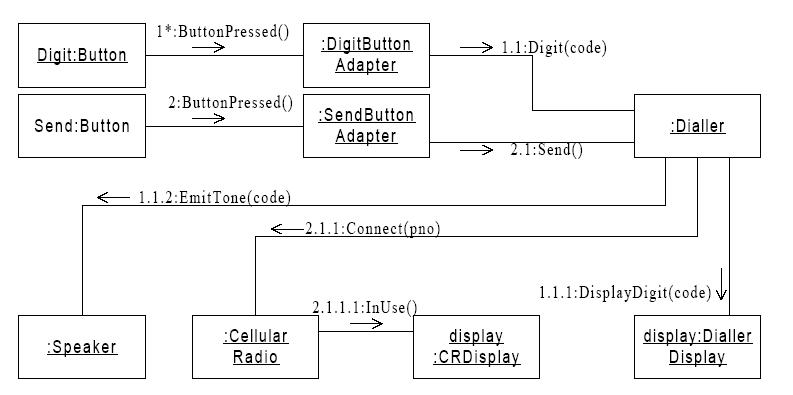 1*:ButtonPressed()
Digit:Button
:DigitButton
Adapter
1.1:Digit(code)
2:ButtonPressed()
Send:Button
:SendButton
Adapter
:Dialler
2.1:Send()
1.1.2:EmitTone(code)
2.1.1:Connect(pno)
1.1.1:DisplayDigit(code)
2.1.1.1:InUse()
:Speaker
:Cellular
Radio
display
:CRDisplay
display:Dialler
Display